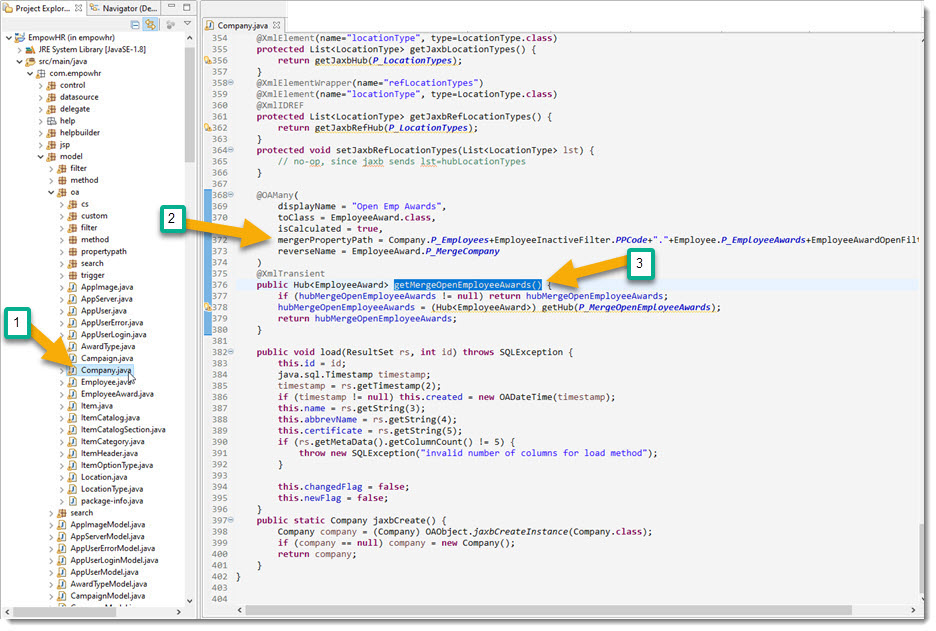 Project Explor...
Navigator (De...
EmpowHR (in empowhr)
JRE System Library [JavaSE-1.8]
src/main/java
com.empowhr
control
datasource
delegate
help
helpbuilder
jsp
model
filter
method
oa
cs
custom
filter
method
propertypath
search
trigger
AppImage.java
AppServer.java
AppUser.java
AppUserError.java
AppUserLogin.java
AwardType.java
Campaign.java
Company.java
Employee.java
EmployeeAward.java
Item.java
ItemCatalog.java
ItemCatalogSection.java
ItemCategory.java
ItemHeader.java
ItemOptionType.java
Location.java
LocationType.java
package-info.java
search
AppImageModel.java
AppServerModel.java
AppUserErrorModel.java
AppUserLoginModel.java
AppUserModel.java
AwardTypeModel.java
CampaignModel.java
1
2
3
Company.java
354 @XmlElement(name="locationType", type=LocationType.class)
355 protected List<LocationType> getJaxbLocationTypes() {
356 return getJaxbHub(P_LocationTypes);
357 }
358 @XmlElementWrapper(name="refLocationTypes")
359 @XmlElement(name="locationType", type=LocationType.class)
360 @XmlIDREF
361 protected List<LocationType> getJaxbRefLocationTypes() {
362 return getJaxbRefHub(P_LocationTypes);
363 }
364 protected void setJaxbRefLocationTypes(List<LocationType> lst) {
365 // no-op, since jaxb sends lst=hubLocationTypes
366 }
367
368 @OAMany(
369 displayName = "Open Emp Awards",
370 toClass = EmployeeAward.class,
371 isCalculated = true,
372 mergerPropertyPath = Company.P_Employees+EmployeeInactiveFilter.PPCode+"."+Employee.P_EmployeeAwards+EmployeeAwardOpenFilt
373 reverseName = EmployeeAward.P_MergeCompany
374 )
375 @XmlTransient
376 public Hub<EmployeeAward> getMergeOpenEmployeeAwards() {
377 if (hubMergeOpenEmployeeAwards != null) return hubMergeOpenEmployeeAwards;
378 hubMergeOpenEmployeeAwards = (Hub<EmployeeAward>) getHub(P_MergeOpenEmployeeAwards);
379 return hubMergeOpenEmployeeAwards;
380 }
381
382 public void load(ResultSet rs, int id) throws SQLException {
383 this.id = id;
384 java.sql.Timestamp timestamp;
385 timestamp = rs.getTimestamp(2);
386 if (timestamp != null) this.created = new OADateTime(timestamp);
387 this.name = rs.getString(3);
388 this.abbrevName = rs.getString(4);
389 this.certificate = rs.getString(5);
390 if (rs.getMetaData().getColumnCount() != 5) {
391 throw new SQLException("invalid number of columns for load method");
392 }
393
394 this.changedFlag = false;
395 this.newFlag = false;
396 }
397 public static Company jaxbCreate() {
398 Company company = (Company) OAObject.jaxbCreateInstance(Company.class);
399 if (company == null) company = new Company();
400 return company;
401 }
402 }
403
404